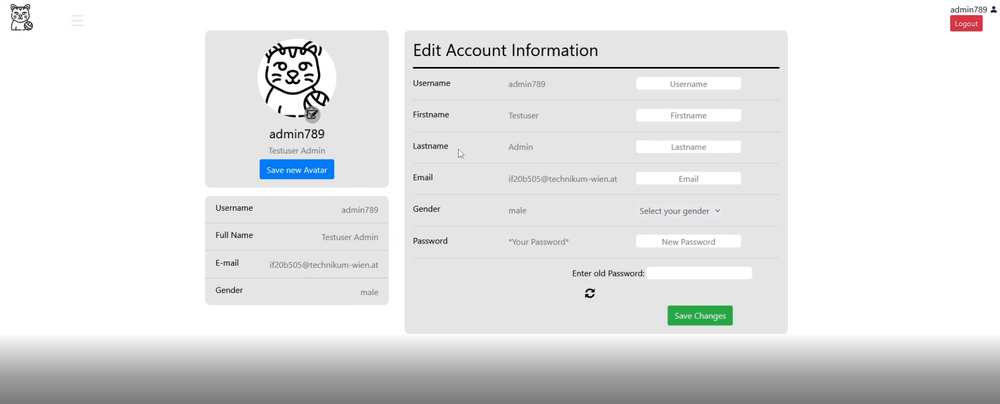 admin789
Logout
admin789
Testuser Admin
Save new Avatar
Username admin789
Full Name Testuser Admin
E-mail if20b505@technikum-wien.at
Gender male
Edit Account Information
Username admin789 Username
Firstname Testuser Firstname
Lastname Admin Lastname
Email if20b505@technikum-wien.at Email
Gender male Select your gender
Password *Your Password* New Password
Enter old Password:
Save Changes